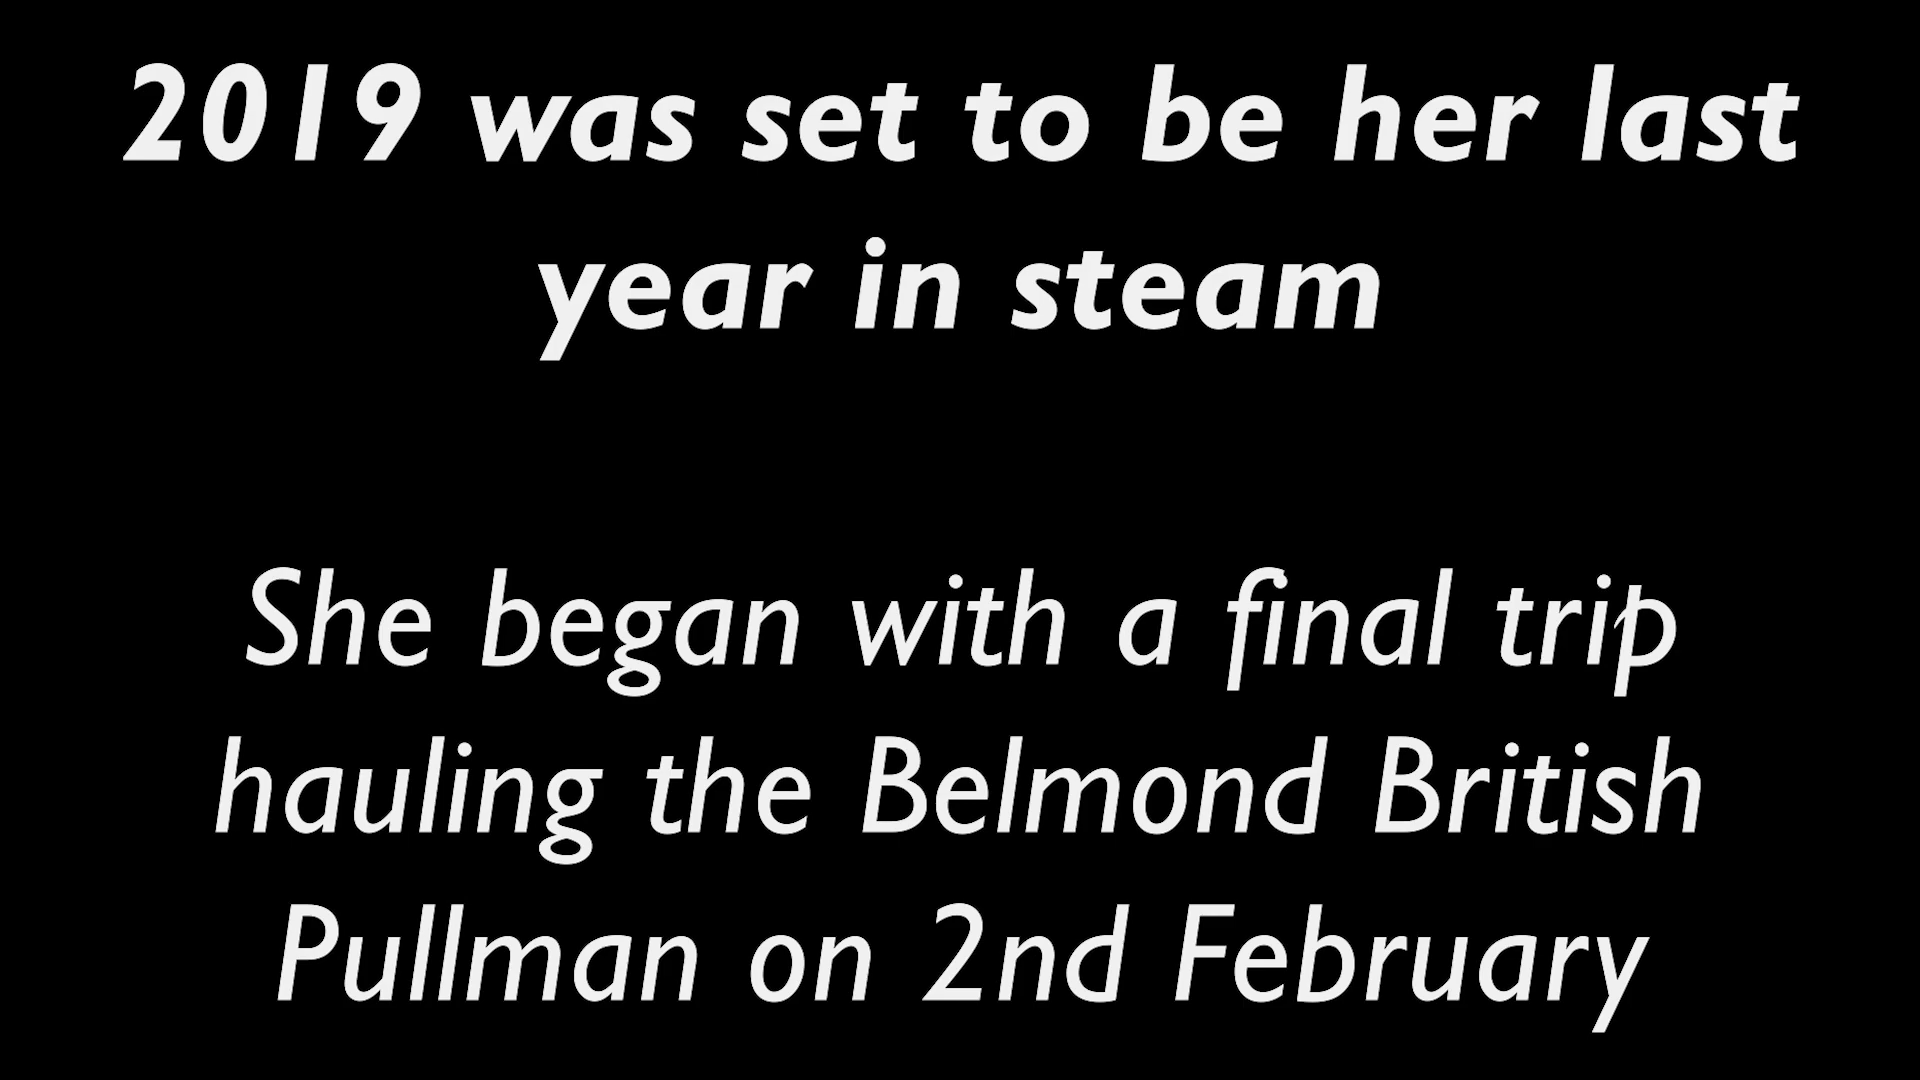 2019 was set to be her last
year in steam
She began with a final trip
hauling the Belmond British
Pullman on 2nd February